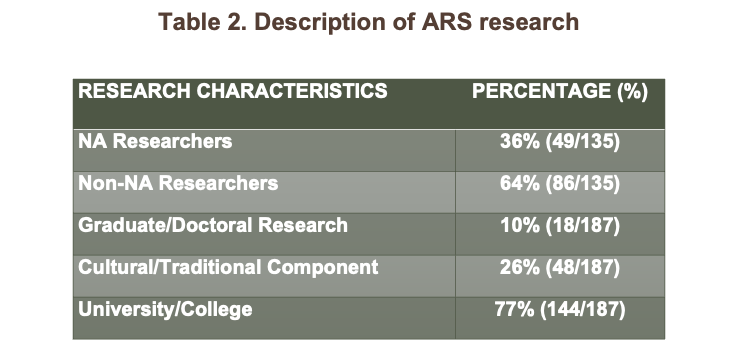 Table 2. Description of ARS research
RESEARCH CHARACTERISTICS PERCENTAGE (%)
NA Researchers 36% (49/135)
Non-NA Researchers 64% (86/135)
Graduate/Doctoral Research 10% (18/187)
Cultural/Traditional Component 26% (48/187)
University/College 77% (144/187)